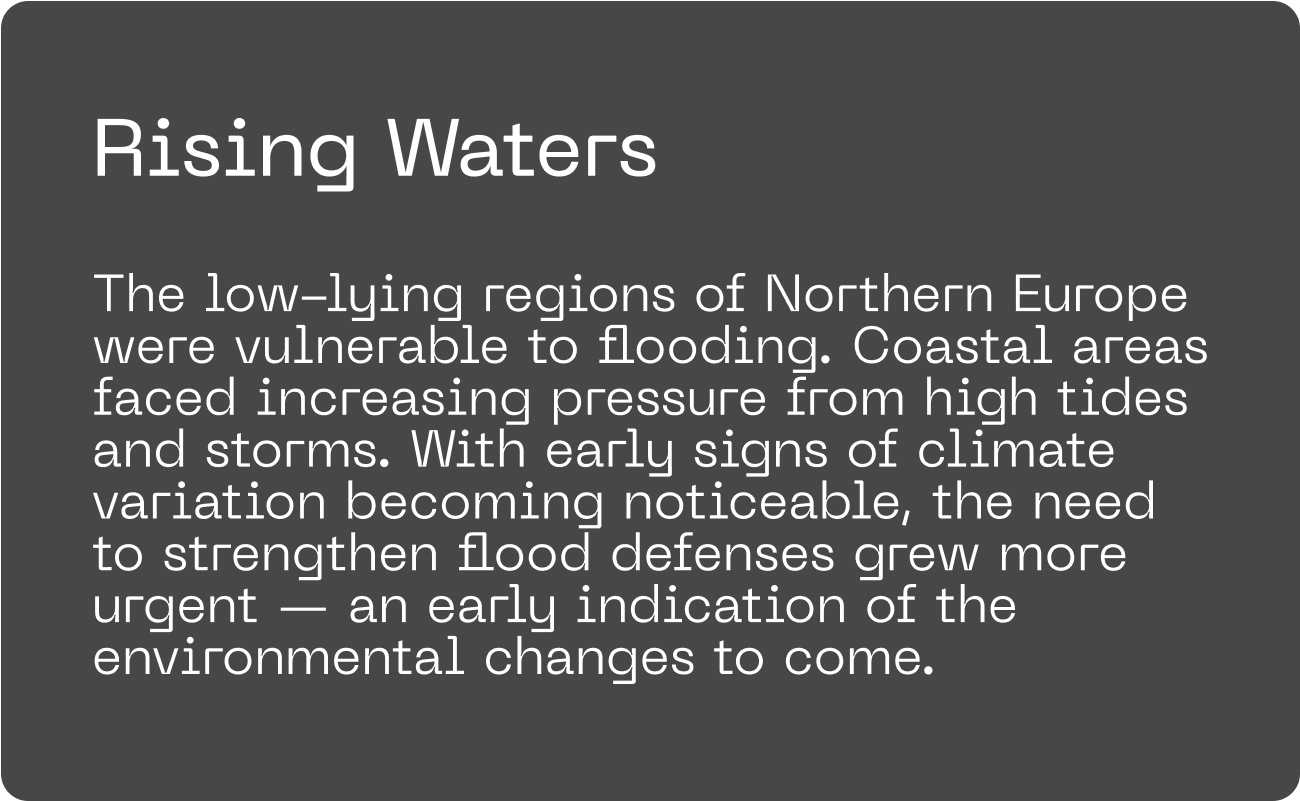 Rising Waters
The low-lying regions of Northern Europe
were vulnerable to flooding. Coastal areas
faced increasing pressure from high tides
and storms. With early signs of climate
variation becoming noticeable, the need
to strengthen flood defenses grew more
urgent — an early indication of the
environmental changes to come.